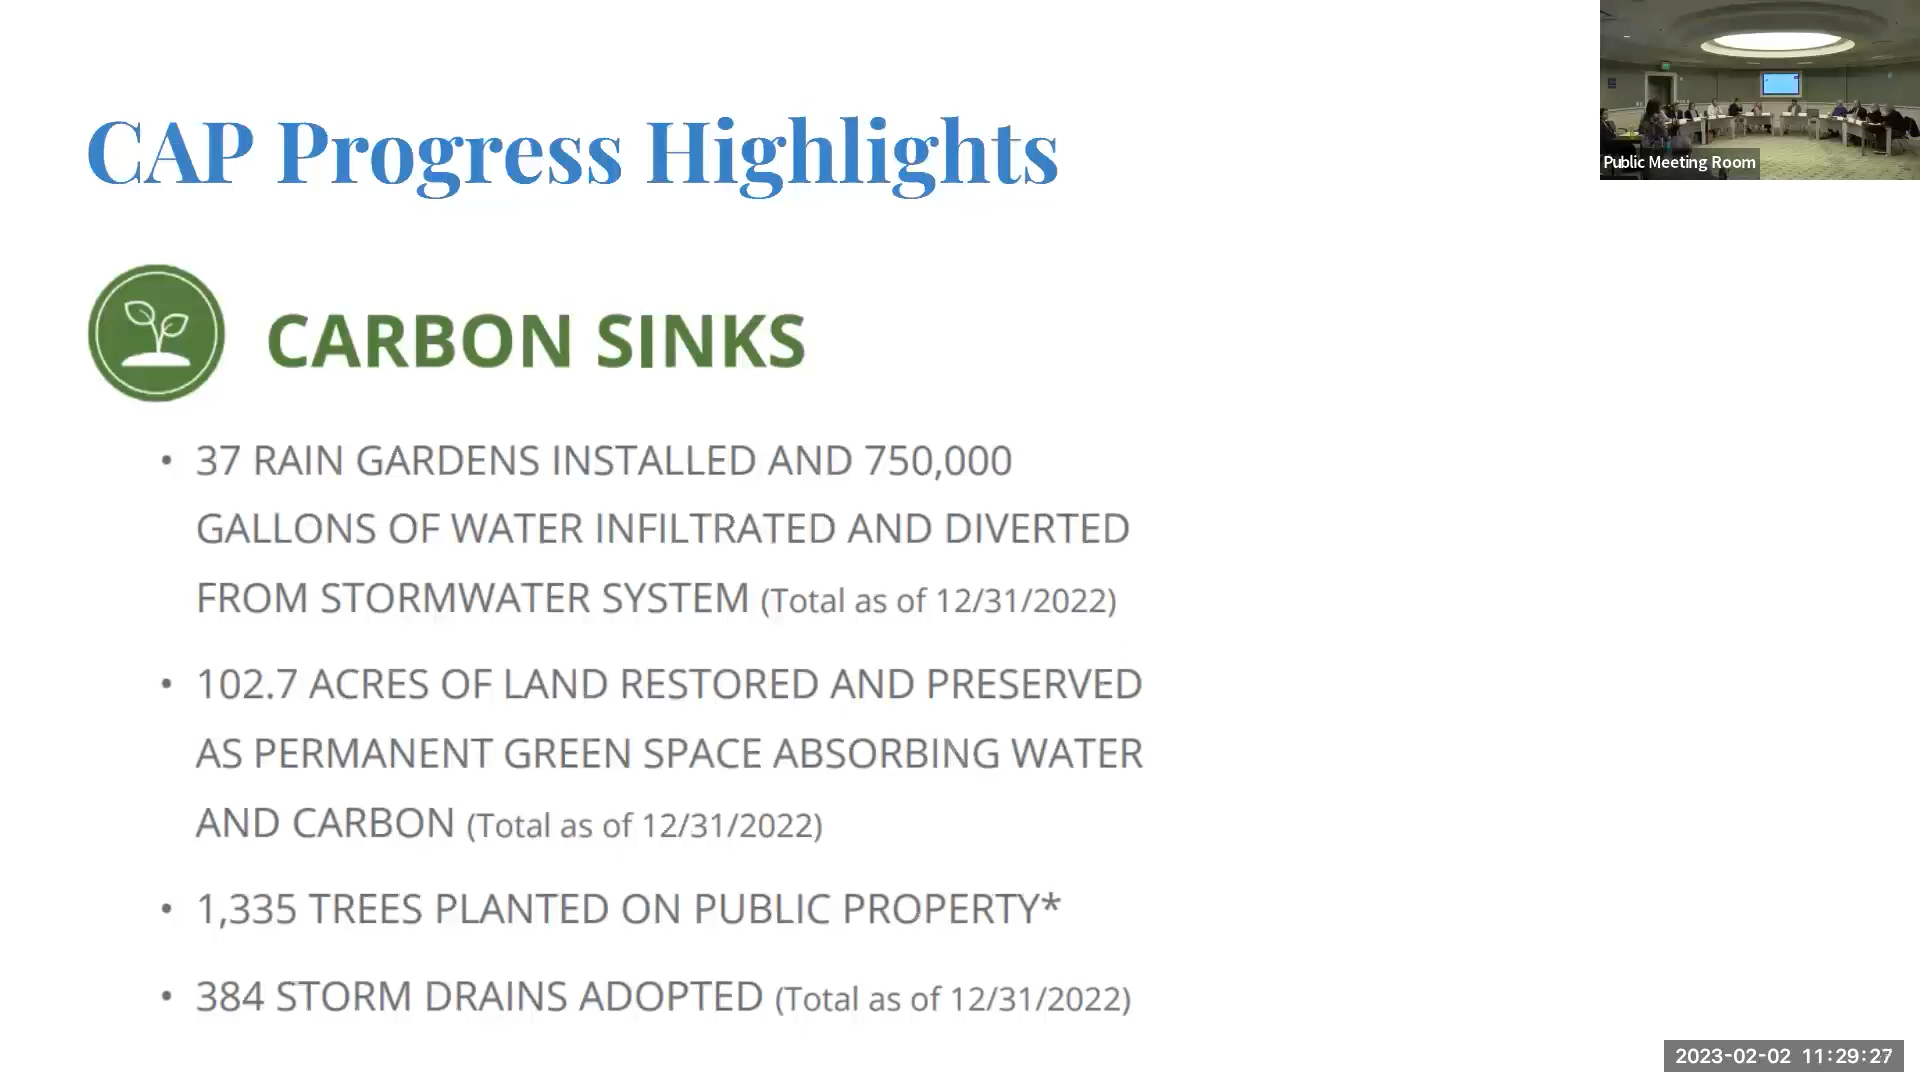 CAP Progress Highlights
Public Meeting Room
CARBON SINKS
• 37 RAIN GARDENS INSTALLED AND 750,000
GALLONS OF WATER INFILTRATED AND DIVERTED
FROM STORMWATER SYSTEM (Total as of 12/31/2022)
• 102.7 ACRES OF LAND RESTORED AND PRESERVED
AS PERMANENT GREEN SPACE ABSORBING WATER
AND CARBON (Total as of 12/31/2022)
• 1,335 TREES PLANTED ON PUBLIC PROPERTY*
• 384 STORM DRAINS ADOPTED (Total as of 12/31/2022)
2023-02-02 11:29:27